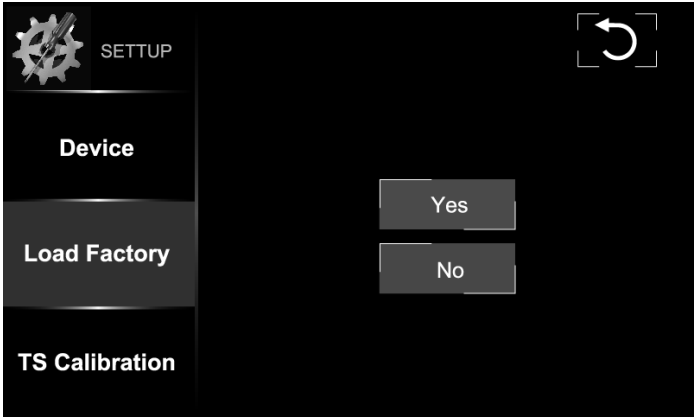 SETTUP
Device
Load Factory
TS Calibration
Yes
No